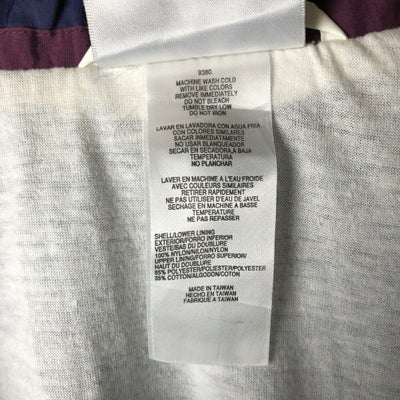 9380
MACHINE WASH COLD
WITH LIKE COLORS
REMOVE IMMEDIATELY
DO NOT BLEACH
TUMBLE DRY LOW
DO NOT IRON
LAVAR EN LAVADORA CON AGUA FRIA
CON COLORES SIMILARES
SACAR INMEDIATAMENTE
NO USAR BLANQUEADOR
SECAR EN SECADORA,A BAJA
TEMPERATURA
NO PLANCHAR
LAVER EN MACHINE À L'EAU FROIDE
AVEC COULEURS SIMILAIRES
RETIRER RAPIDEMENT
NE PAS UTILISER D'EAU DE JAVEL
SECHAGE EN MACHINE A BASSE
TEMPERATURE
NE PAS REPASSER
SHELL/LOWER LINING
EXTERIOR/FORRO INFERIOR
VESTE/BAS DU DOUBLURE
100% NYLON/NILON/NYLON
UPPER LINING/FORRO SUPERIOR/
HAUT DU DOUBLURE
65% POLYESTER/POLIESTER/POLYESTER
35% COTTON/ALGODON/COTON
MADE IN TAIWAN
HECHO EN TAIWAN
FABRIQUE A TAIWAN